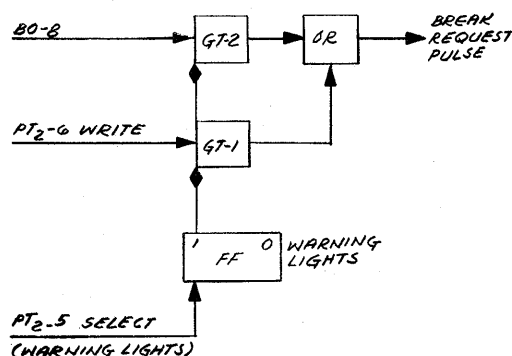 BO-8
GT-2
OR
BREAK
REQUEST
PULSE
PT2-6 WRITE
GT-1
1 0
FF
WARNING
LIGHTS
PT2-5 SELECT
(WARNING LIGHTS)